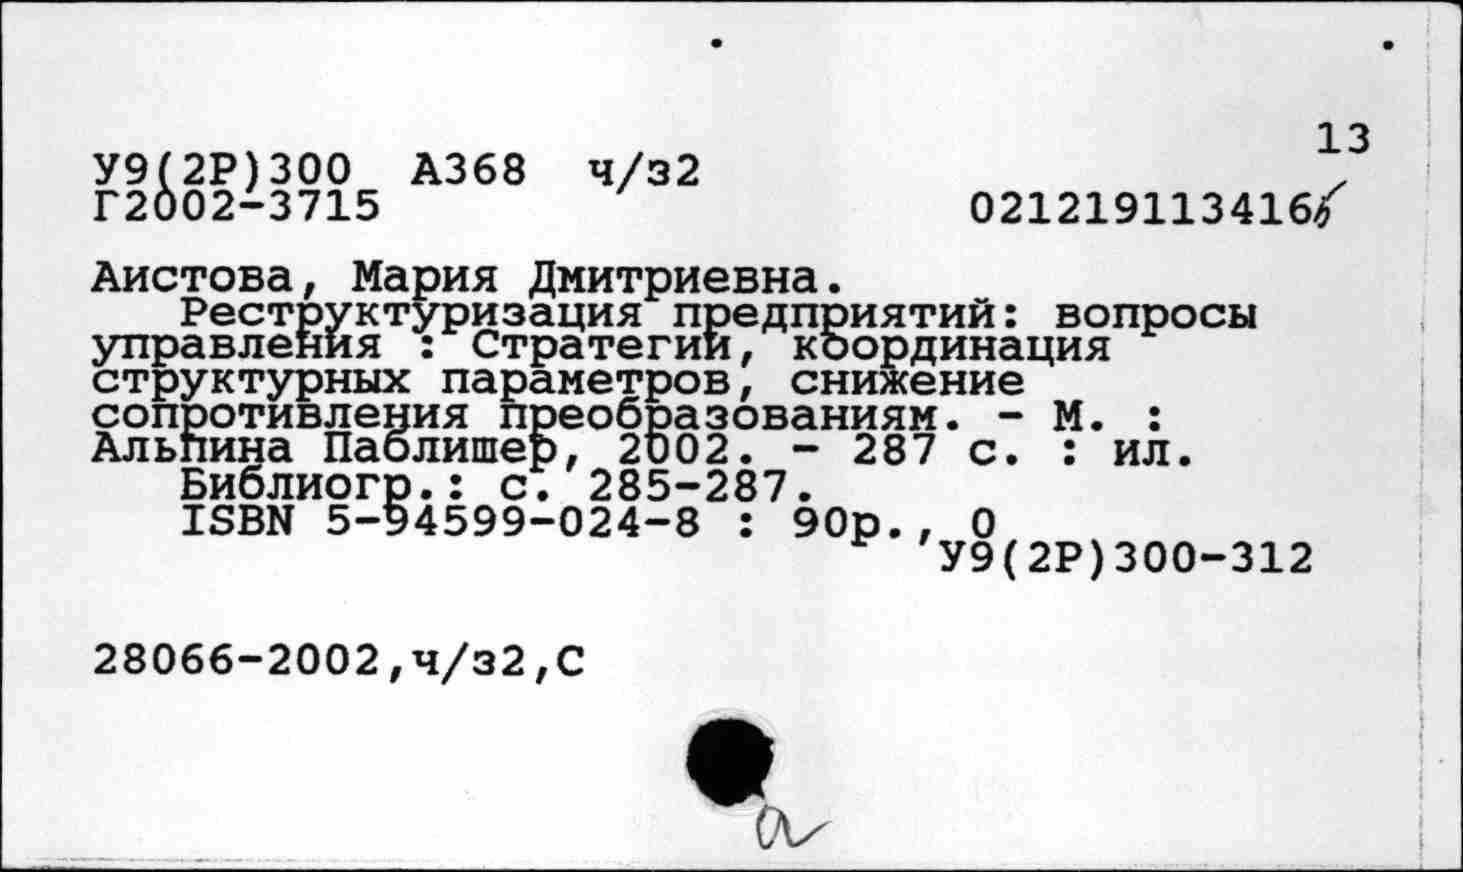 13
У9(2Р)300 А368 ч/з2
Г2002-3715 021219113416
Аистова, Мария Дмитриевна.
Реструктуризация предприятий: вопросы
управления : Стратегии, координация
структурных параметров, снижение
сопротивления преобразованиям. - М. :
Альпина Паблишер, 2002. - 287 с. : ил.
Библиогр.: с. 285-287.
ISBN 5-94599-024-8 : 90р., 0
У9(2Р)300-312
28066-2002,ч/з2,С